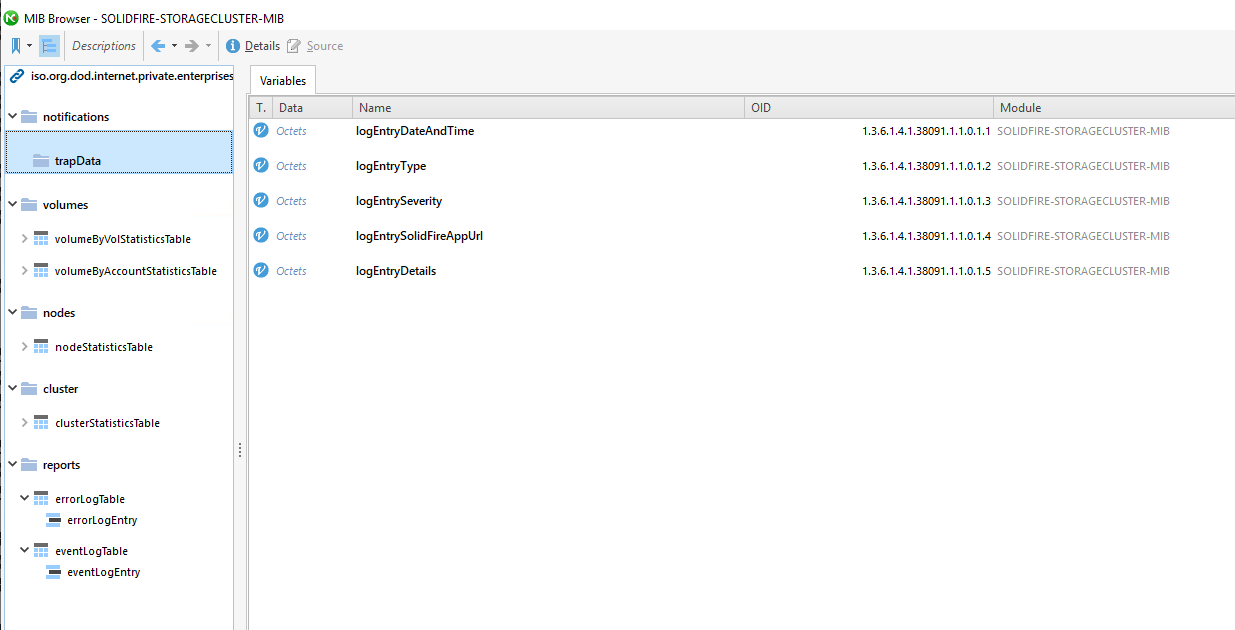 MIB Browser - SOLIDFIRE-STORAGECLUSTER-MIB
Descriptions Details Source
iso.org.dod.internet.private.enterprises
notifications
trapData
volumes
volumeByVolStatisticsTable
volumeByAccountStatisticsTable
nodes
nodeStatisticsTable
cluster
clusterStatisticsTable
reports
errorLogTable
errorLogEntry
eventLogTable
eventLogEntry
Variables
T. Data Name OID Module
Octets logEntryDateAndTime 1.3.6.1.4.1.38091.1.1.0.1.1 SOLIDFIRE-STORAGECLUSTER-MIB
Octets logEntryType 1.3.6.1.4.1.38091.1.1.0.1.2 SOLIDFIRE-STORAGECLUSTER-MIB
Octets logEntrySeverity 1.3.6.1.4.1.38091.1.1.0.1.3 SOLIDFIRE-STORAGECLUSTER-MIB
Octets logEntrySolidFireAppUrl 1.3.6.1.4.1.38091.1.1.0.1.4 SOLIDFIRE-STORAGECLUSTER-MIB
Octets logEntryDetails 1.3.6.1.4.1.38091.1.1.0.1.5 SOLIDFIRE-STORAGECLUSTER-MIB